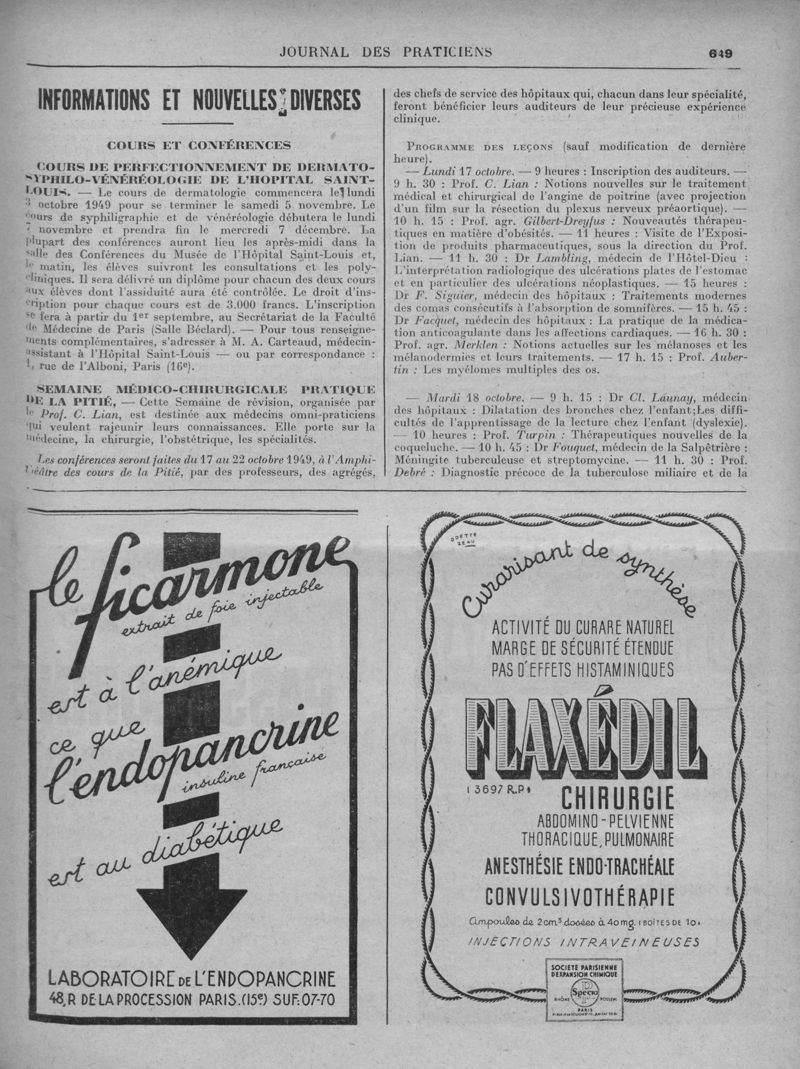 JOURNAL DES PRATICIENS 649
INFORMATIONS ET NOUVELLES DIVERSES
COURS ET CONFÉRENCES
COURS DE PERFECTIONNEMENT DE DERMATO-
SYPHILO-VÉNÉRÉOLOGIE DE L'HOPITAL SAINT-
LOUIS. — Le cours de dermatologie commencera le lundi
3 octobre 1949 pour se terminer le samedi 5 novembre. Le
cours de syphiligraphie et de vénéréologie débutera le lundi
7 novembre et prendra fin le mercredi 7 décembre. La
plupart des conférences auront lieu les après-midi dans la
salle des Conférences du Musée de l'Hôpital Saint-Louis et,
le matin, les élèves suivront les consultations et les poly-
cliniques. Il sera délivré un diplôme pour chacun des deux cours
aux élèves dont l'assiduité aura été contrôlée. Le droit d'ins-
cription pour chaque cours est de 3.000 francs. L'inscription
se fera à partir du 1er septembre, au Secrétariat de la Faculté
de Médecine de Paris (Salle Béclard). — Pour tous renseigne-
ments complémentaires, s'adresser à M. A. Carteaud, médecin-
assistant à l'Hôpital Saint-Louis — ou par correspondance :
1, rue de l'Alboni, Paris (16e).
SEMAINE MÉDICO-CHIRURGICALE PRATIQUE
DE LA PITIÉ, — Cette Semaine de révision, organisée par
le Prof. C. Lian, est destinée aux médecins omni-praticiens
qui veulent rajeunir leurs connaissances. Elle porte sur la
médecine, la chirurgie, l'obstétrique, les spécialités.
Les conférences seront faites du 17 au 22 octobre 1949, à l'Amphi-
théâtre des cours de la Pitié, par des professeurs, des agrégés,
des chefs de service des hôpitaux qui, chacun dans leur spécialité,
feront bénéficier leurs auditeurs de leur précieuse expérience
clinique.
PROGRAMME DES LEÇONS (sauf modification de dernière
heure).
— Lundi 17 octobre. — 9 heures : Inscription des auditeurs. —
9 h. 30 : Prof. C. Lian : Notions nouvelles sur le traitement
médical et chirurgical de l'angine de poitrine (avec projection
d'un film sur la résection du plexus nerveux préaortique). —
10 h. 15 : Prof. agr. Gilbert-Dreyfus : Nouveautés thérapeu-
tiques en matière d'obésités. — 11 heures : Visite de l'Exposi-
tion de produits pharmaceutiques, sous la direction du Prof.
Lian. — 11 h. 30 : Dr Lambling, médecin de l'Hôtel-Dieu :
L'interprétation radiologique des ulcérations plates de l'estomac
et en particulier des ulcérations néoplastiques. — 15 heures :
Dr F. Siguier, médecin des hôpitaux : Traitements modernes
des comas consécutifs à l'absorption de somnifères. — 15 h. 45 :
Dr Facquet, médecin des hôpitaux : La pratique de la médica-
tion anticoagulante dans les affections cardiaques. — 16 h. 30 :
Prof. agr. Merklen : Notions actuelles sur les mélanoses et les
mélanodermies et leurs traitements. — 17 h. 15 : Prof. Auber-
tin : Les myélomes multiples des os.
— Mardi 18 octobre. — 9 h. 15 : Dr Cl. Launay, médecin
des hôpitaux : Dilatation des bronches chez l'enfant;Les diffi-
cultés de l'apprentissage de la lecture chez l'enfant (dyslexie).
— 10 heures : Prof. Turpin : Thérapeutiques nouvelles de la
coqueluche. — 10 h. 45 : Dr Fouquet, médecin de la Salpêtrière :
Méningite tuberculeuse et streptomycine. — 11 h. 30 : Prof.
Debré : Diagnostic précoce de la tuberculose miliaire et de la
le ficarmone
extrait de foie injectable
est à l'anémique
ce que
l'endopancrine
insuline française
est au diabétique
LABORATOIRE DE L'ENDOPANCRINE
48, R DE LA PROCESSION PARIS.(15e) SUF: 07-70
ODETTE
Curarisant de synthèse
ACTIVITÉ DU CURARE NATUREL
MARGE DE SÉCURITÉ ÉTENDUE
PAS D'EFFETS HISTAMINIQUES
FLAXÉDIL
(3697 R.P)
CHIRURGIE
ABDOMINO-PELVIENNE
THORACIQUE, PULMONAIRE
ANESTHÉSIE ENDO-TRACHÉALE
CONVULSIVOTHÉRAPIE
Ampoules de 2cm3 dosées à 40mg. (BOÎTES DE 10)
INJECTIONS INTRAVEINEUSES
SOCIÉTÉ PARISIENNE
D'EXPANSION CHIMIQUE
Specia
RHÔNE POULENC
PARIS